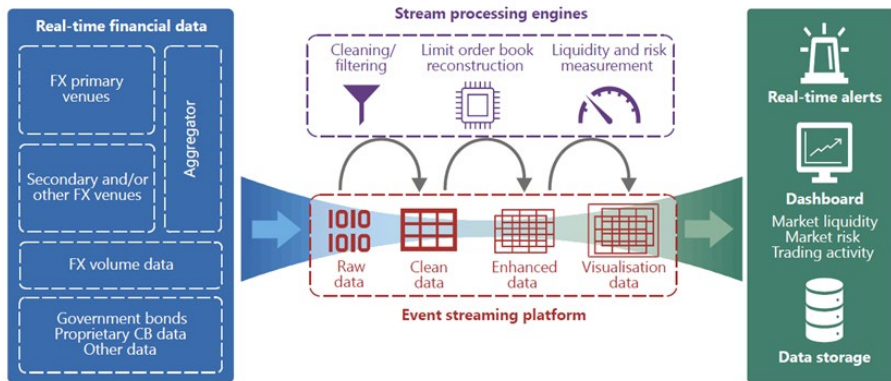 Real-time financial data
FX primary
venues
Aggregator
Secondary and/or
other FX venues
FX volume data
Government bonds
Proprietary CB data
Other data
Stream processing engines
Cleaning/
filtering
Limit order book
reconstruction
Liquidity and risk
measurement
1010
1010
Raw
data
Clean
data
Enhanced
data
Visualisation
data
Event streaming platform
Real-time alerts
Dashboard
Market liquidity
Market risk
Trading activity
Data storage